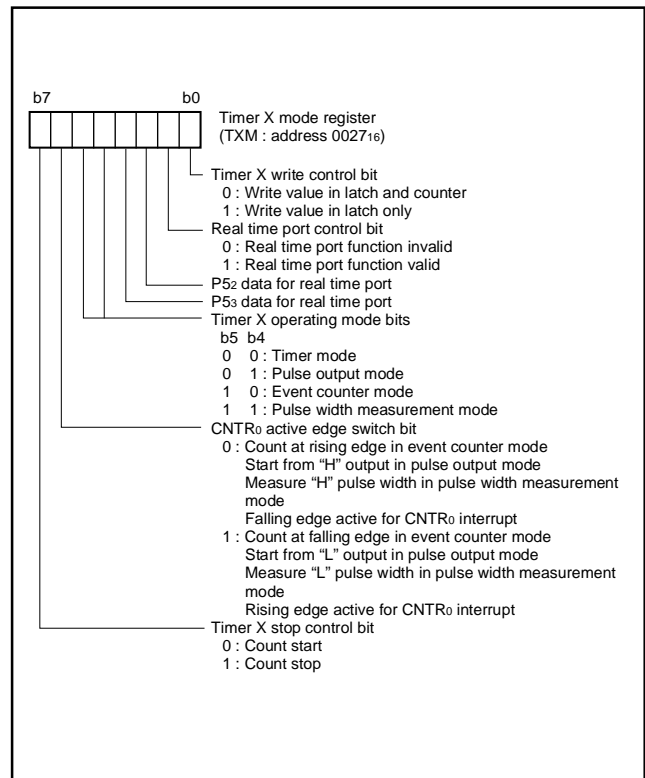 b7 b0
Timer X mode register
(TXM : address 002716)
Timer X write control bit
0 : Write value in latch and counter
1 : Write value in latch only
Real time port control bit
0 : Real time port function invalid
1 : Real time port function valid
P52 data for real time port
P53 data for real time port
Timer X operating mode bits
b5 b4
0 0 : Timer mode
0 1 : Pulse output mode
1 0 : Event counter mode
1 1 : Pulse width measurement mode
CNTR0 active edge switch bit
0 : Count at rising edge in event counter mode
Start from “H” output in pulse output mode
Measure “H” pulse width in pulse width measurement
mode
Falling edge active for CNTR0 interrupt
1 : Count at falling edge in event counter mode
Start from “L” output in pulse output mode
Measure “L” pulse width in pulse width measurement
mode
Rising edge active for CNTR0 interrupt
Timer X stop control bit
0 : Count start
1 : Count stop